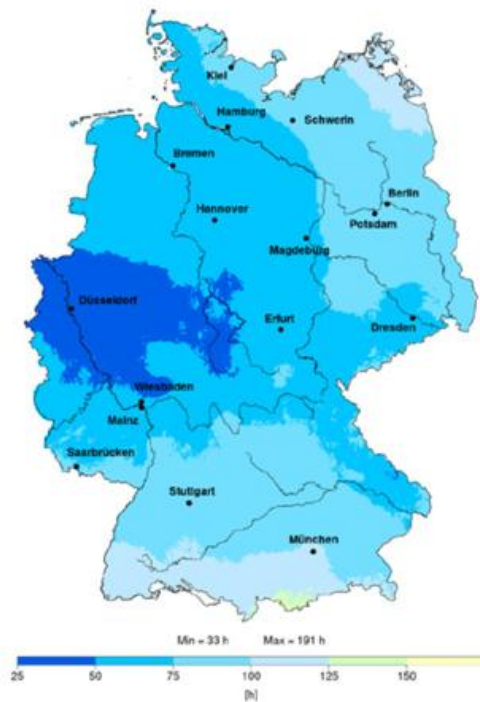 Kiel
Hamburg
Schwerin
Bremen
Berlin
Hannover
Potsdam
Magdeburg
Düsseldorf
Erfurt
Dresden
Wiesbaden
Mainz
Saarbrücken
Stuttgart
München
Min = 33 h Max = 191 h
25 50 75 100 125 150
[h]